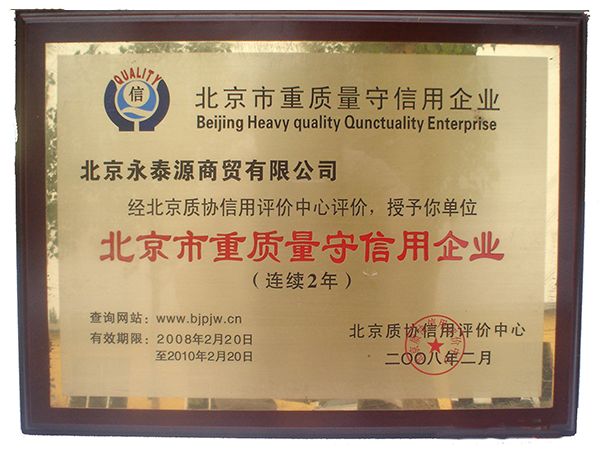 QUALITY
信
北京市重质量守信用企业
Beijing Heavy quality Qunctuality Enterprise
北京永泰源商贸有限公司
经北京质协信用评价中心评价，授予你单位
北京市重质量守信用企业
（连续2年）
查询网站：www.bjpjw.cn
有效期限：2008年2月20日
至2010年2月20日
北京质协信用评价中心
二〇〇八年二月